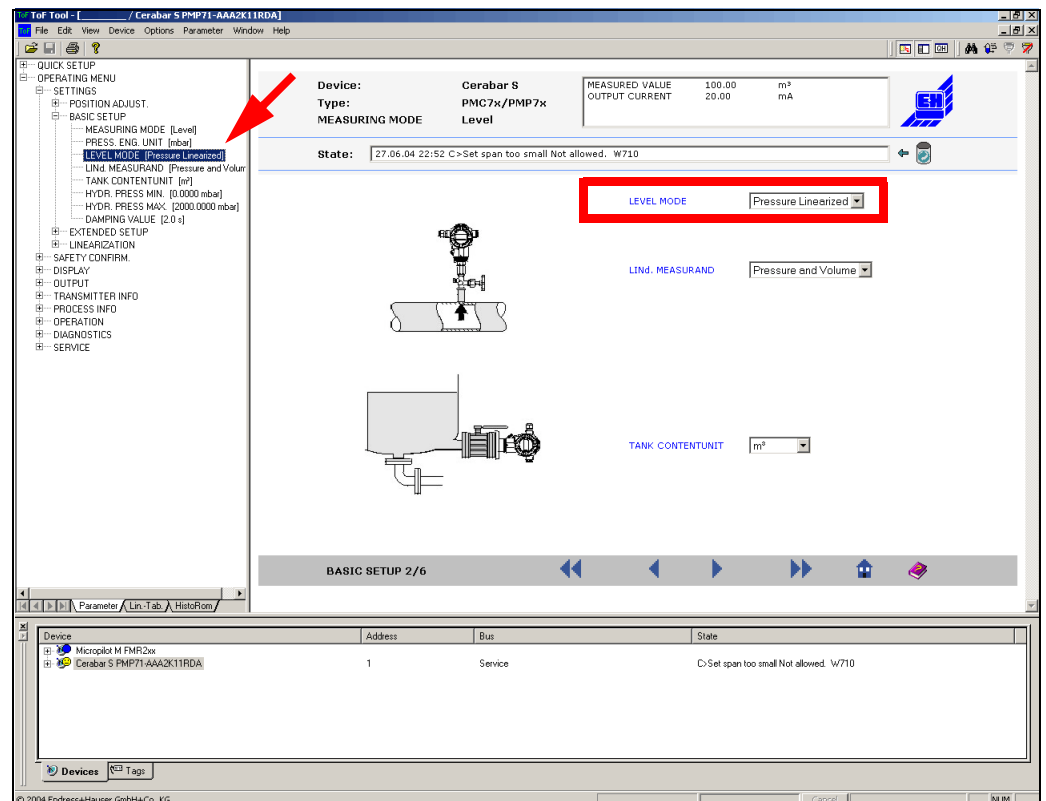 ToF Tool - [ / Cerabar S PMP71-AAA2K11RDA]
File Edit View Device Options Parameter Window Help
QUICK SETUP
OPERATING MENU
SETTINGS
POSITION ADJUST.
BASIC SETUP
MEASURING MODE [Level]
PRESS. ENG. UNIT [mbar]
LEVEL MODE [Pressure Linearized]
LINd. MEASURAND [Pressure and Volum
TANK CONTENTUNIT [m³]
HYDR. PRESS MIN. [0.0000 mbar]
HYDR. PRESS MAX. [2000.0000 mbar]
DAMPING VALUE [2.0 s]
EXTENDED SETUP
LINEARIZATION
SAFETY CONFIRM.
DISPLAY
OUTPUT
TRANSMITTER INFO
PROCESS INFO
OPERATION
DIAGNOSTICS
SERVICE
Parameter Lin.-Tab. HistoRom
Device: Cerabar S
Type: PMC7x/PMP7x
MEASURING MODE Level
MEASURED VALUE 100.00 m³
OUTPUT CURRENT 20.00 mA
EH
State: 27.06.04 22:52 C>Set span too small Not allowed. W710
LEVEL MODE Pressure Linearized
LINd. MEASURAND Pressure and Volume
TANK CONTENTUNIT m³
BASIC SETUP 2/6
Device Address Bus State
Micropilot M FMR2xx
Cerabar S PMP71-AAA2K11RDA 1 Service C>Set span too small Not allowed. W710
Devices Tags
© 2004 Endress+Hauser GmbH+Co. KG Cancel NUM